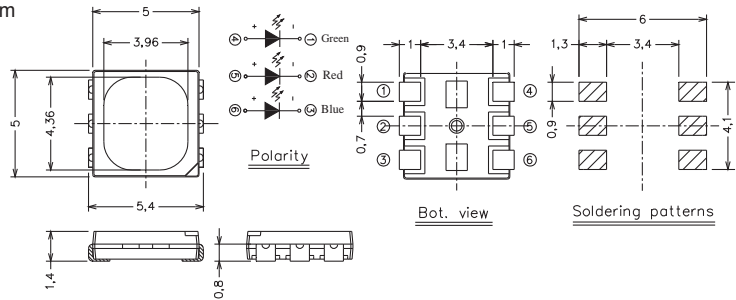 m
5
3,96
5
4,36
5,4
+ -
④ ① Green
+ -
⑤ ② Red
+ -
⑥ ③ Blue
Polarity
1 3,4 1
0,9
0,7
① ④
② ⑤
③ ⑥
Bot. view
6
1,3 3,4
0,9
4,1
Soldering patterns
1,4
0,8